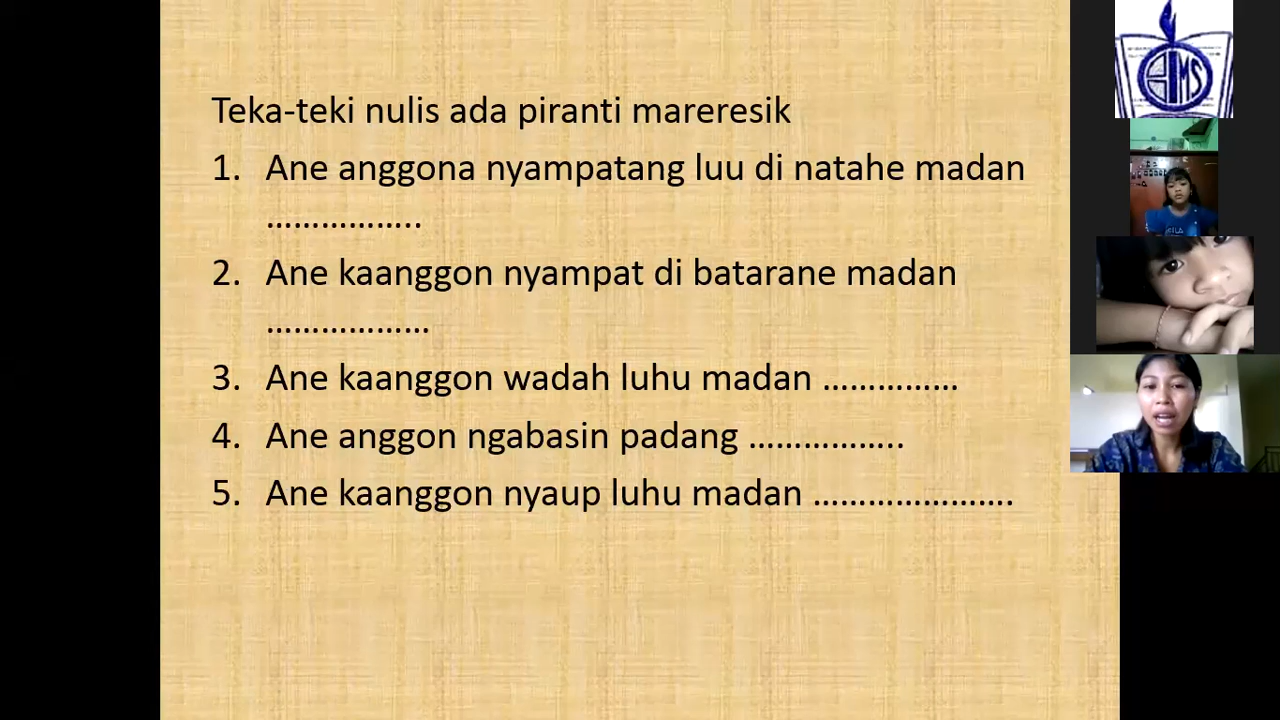 Teka-teki nulis ada piranti mareresik
1. Ane anggona nyampatang luu di natahe madan
……………..
2. Ane kaanggon nyampat di batarane madan
………………
3. Ane kaanggon wadah luhu madan ……………
4. Ane anggon ngabasin padang ……………..
5. Ane kaanggon nyaup luhu madan ………………….